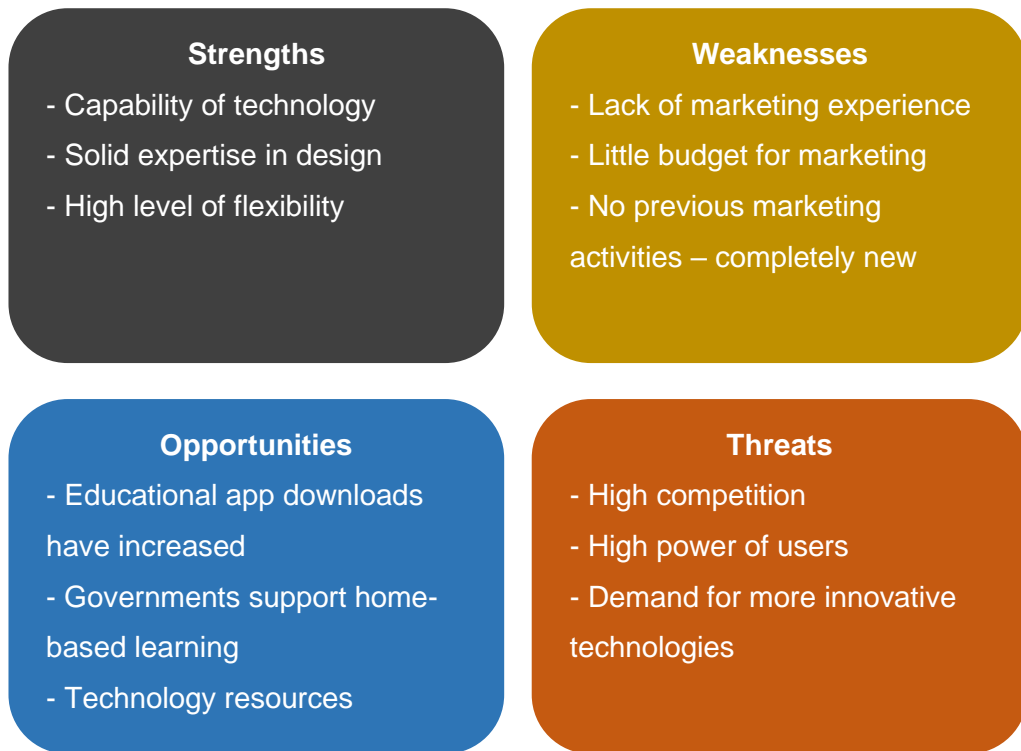 Strengths
- Capability of technology
- Solid expertise in design
- High level of flexibility
Weaknesses
- Lack of marketing experience
- Little budget for marketing
- No previous marketing
activities – completely new
Opportunities
- Educational app downloads
have increased
- Governments support home-
based learning
- Technology resources
Threats
- High competition
- High power of users
- Demand for more innovative
technologies